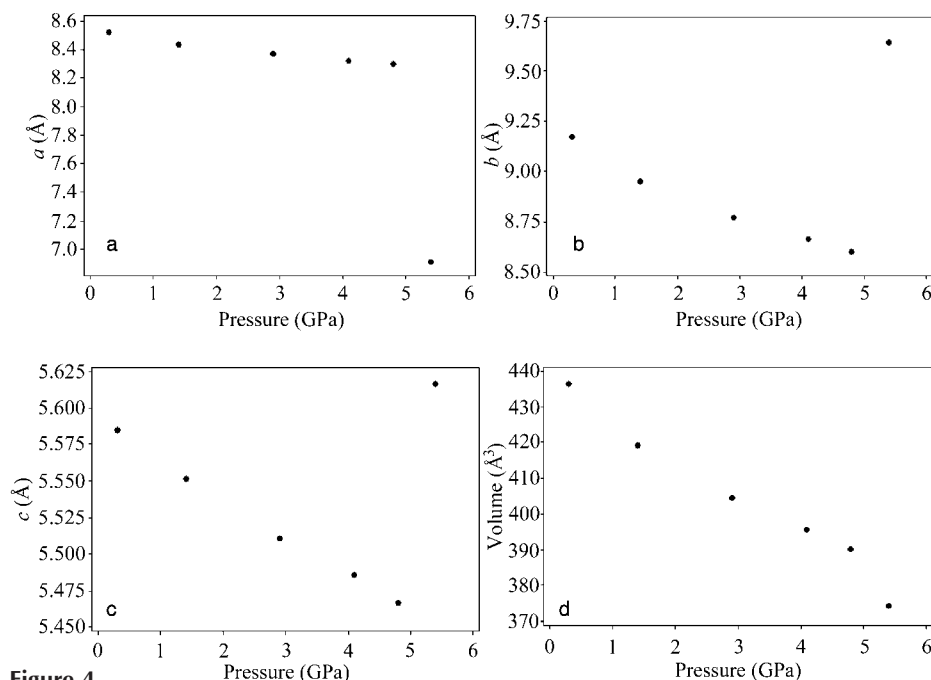 8.6
8.4
8.2
8.0
7.8
7.6
7.4
7.2
7.0
a (Å)
a
0 1 2 3 4 5 6
Pressure (GPa)
9.75
9.50
9.25
9.00
8.75
8.50
b (Å)
b
0 1 2 3 4 5 6
Pressure (GPa)
5.625
5.600
5.575
5.550
5.525
5.500
5.475
5.450
c (Å)
c
0 1 2 3 4 5 6
Pressure (GPa)
440
430
420
410
400
390
380
370
Volume (Å³)
d
0 1 2 3 4 5 6
Pressure (GPa)
Figure 4